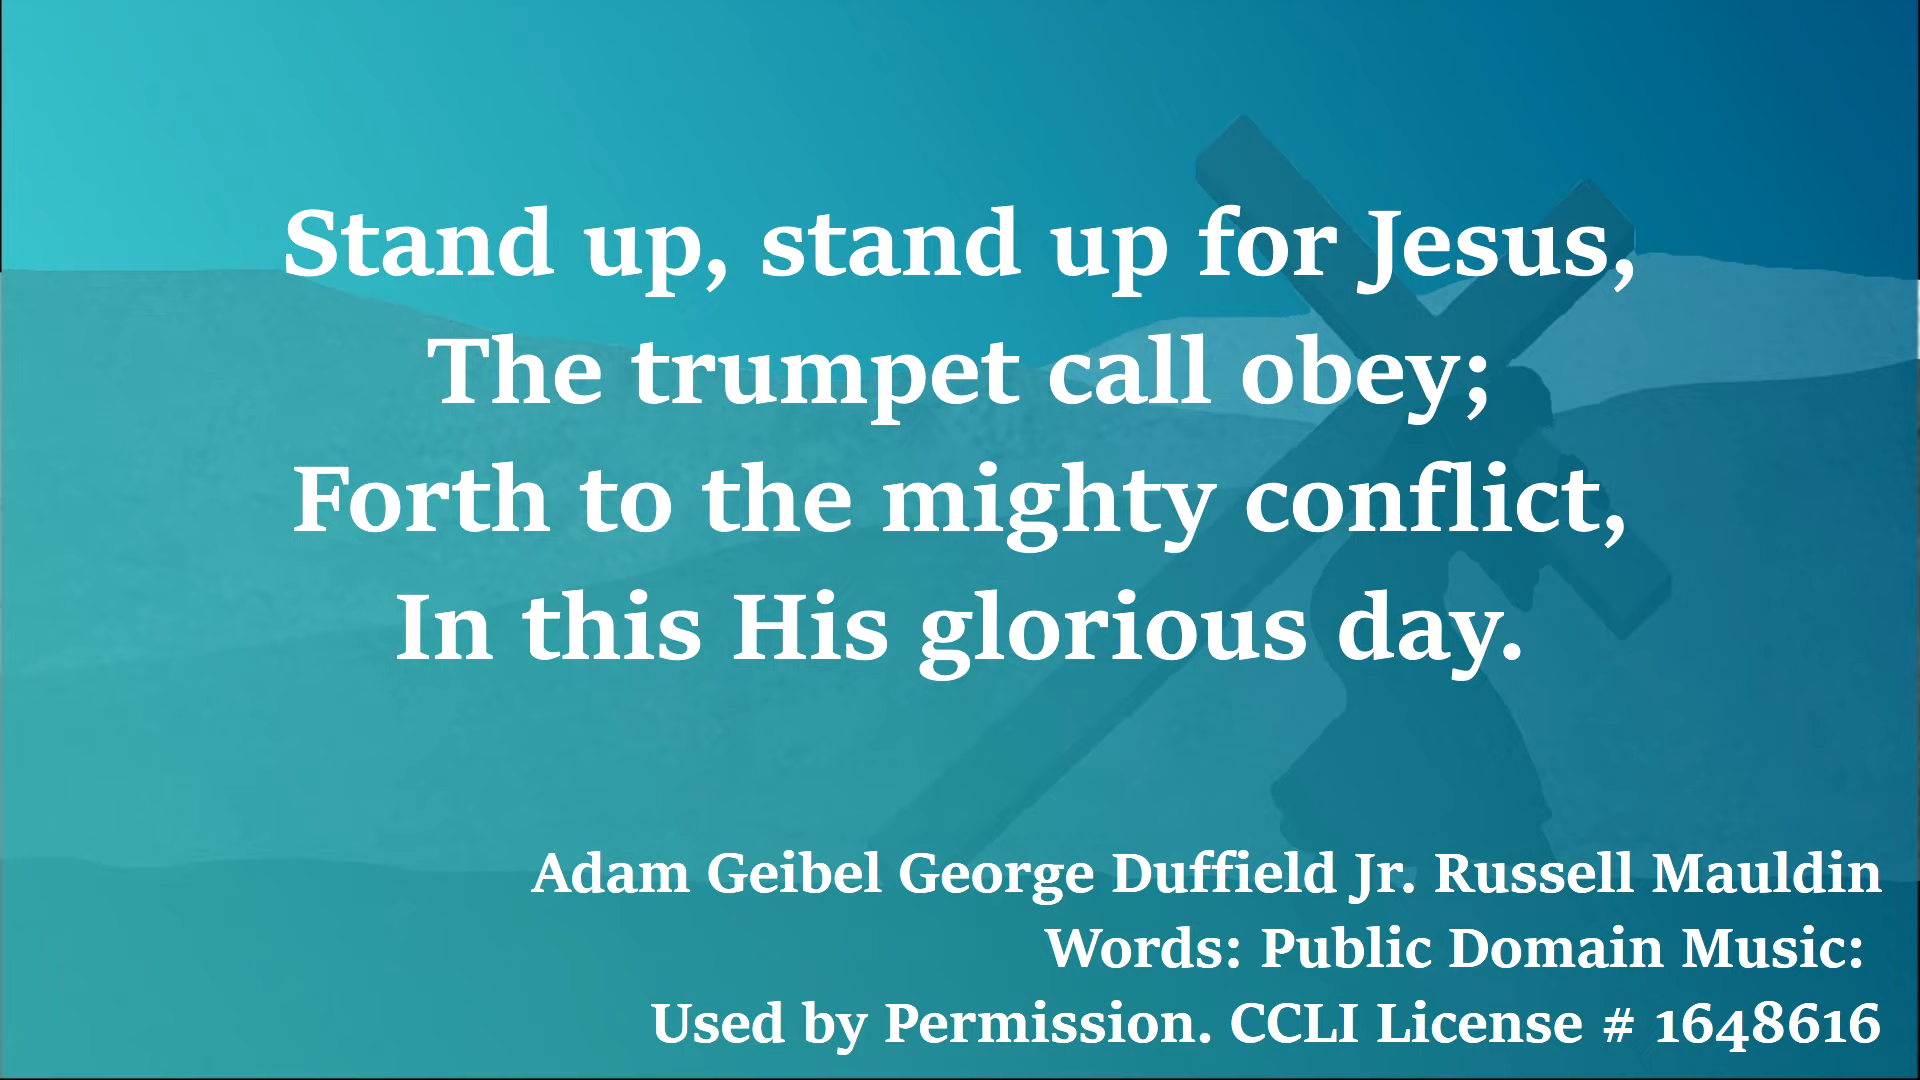 Stand up, stand up for Jesus,
The trumpet call obey;
Forth to the mighty conflict,
In this His glorious day.
Adam Geibel George Duffield Jr. Russell Mauldin
Words: Public Domain Music:
Used by Permission. CCLI License # 1648616